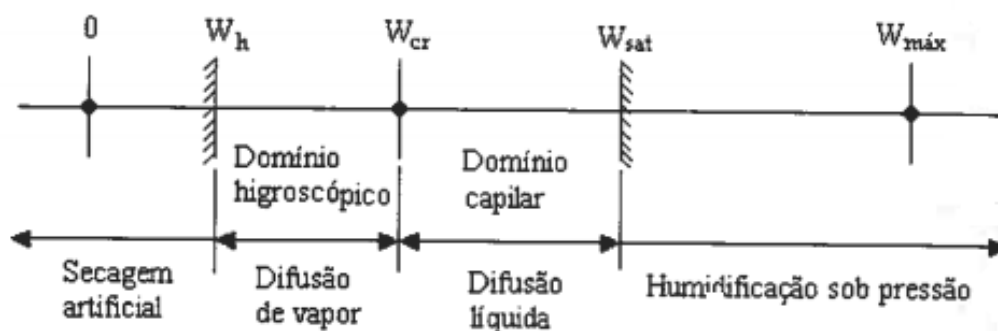 0
W_h
W_cr
W_sat
W_máx
Domínio
higroscópico
Domínio
capilar
Secagem
artificial
Difusão
de vapor
Difusão
líquida
Humidificação sob pressão